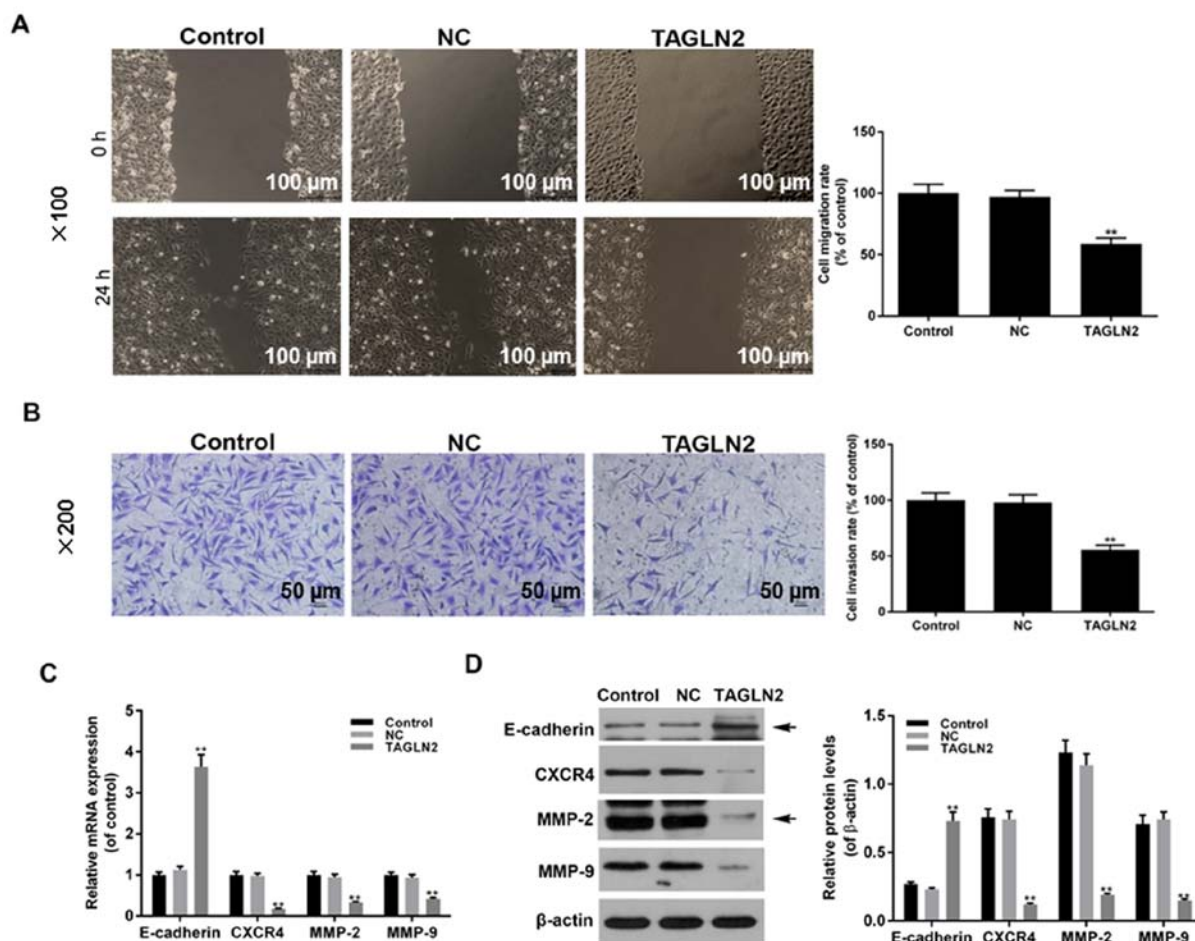 A
Control NC TAGLN2
×100
0 h
100 µm 100 µm 100 µm
24 h
100 µm 100 µm 100 µm
Cell migration rate
(% of control)
150
100
50
0
**
Control NC TAGLN2
B
Control NC TAGLN2
×200
50 µm 50 µm 50 µm
Cell invasion rate (% of control)
150
100
50
0
**
Control NC TAGLN2
C
Relative mRNA expression
(of control)
5
4
3
2
1
0
Control
NC
TAGLN2
** ** ** **
E-cadherin CXCR4 MMP-2 MMP-9
D
Control NC TAGLN2
E-cadherin
CXCR4
MMP-2
MMP-9
β-actin
Relative protein levels
(of β-actin)
1.5
1.0
0.5
0.0
Control
NC
TAGLN2
** ** ** **
E-cadherin CXCR4 MMP-2 MMP-9